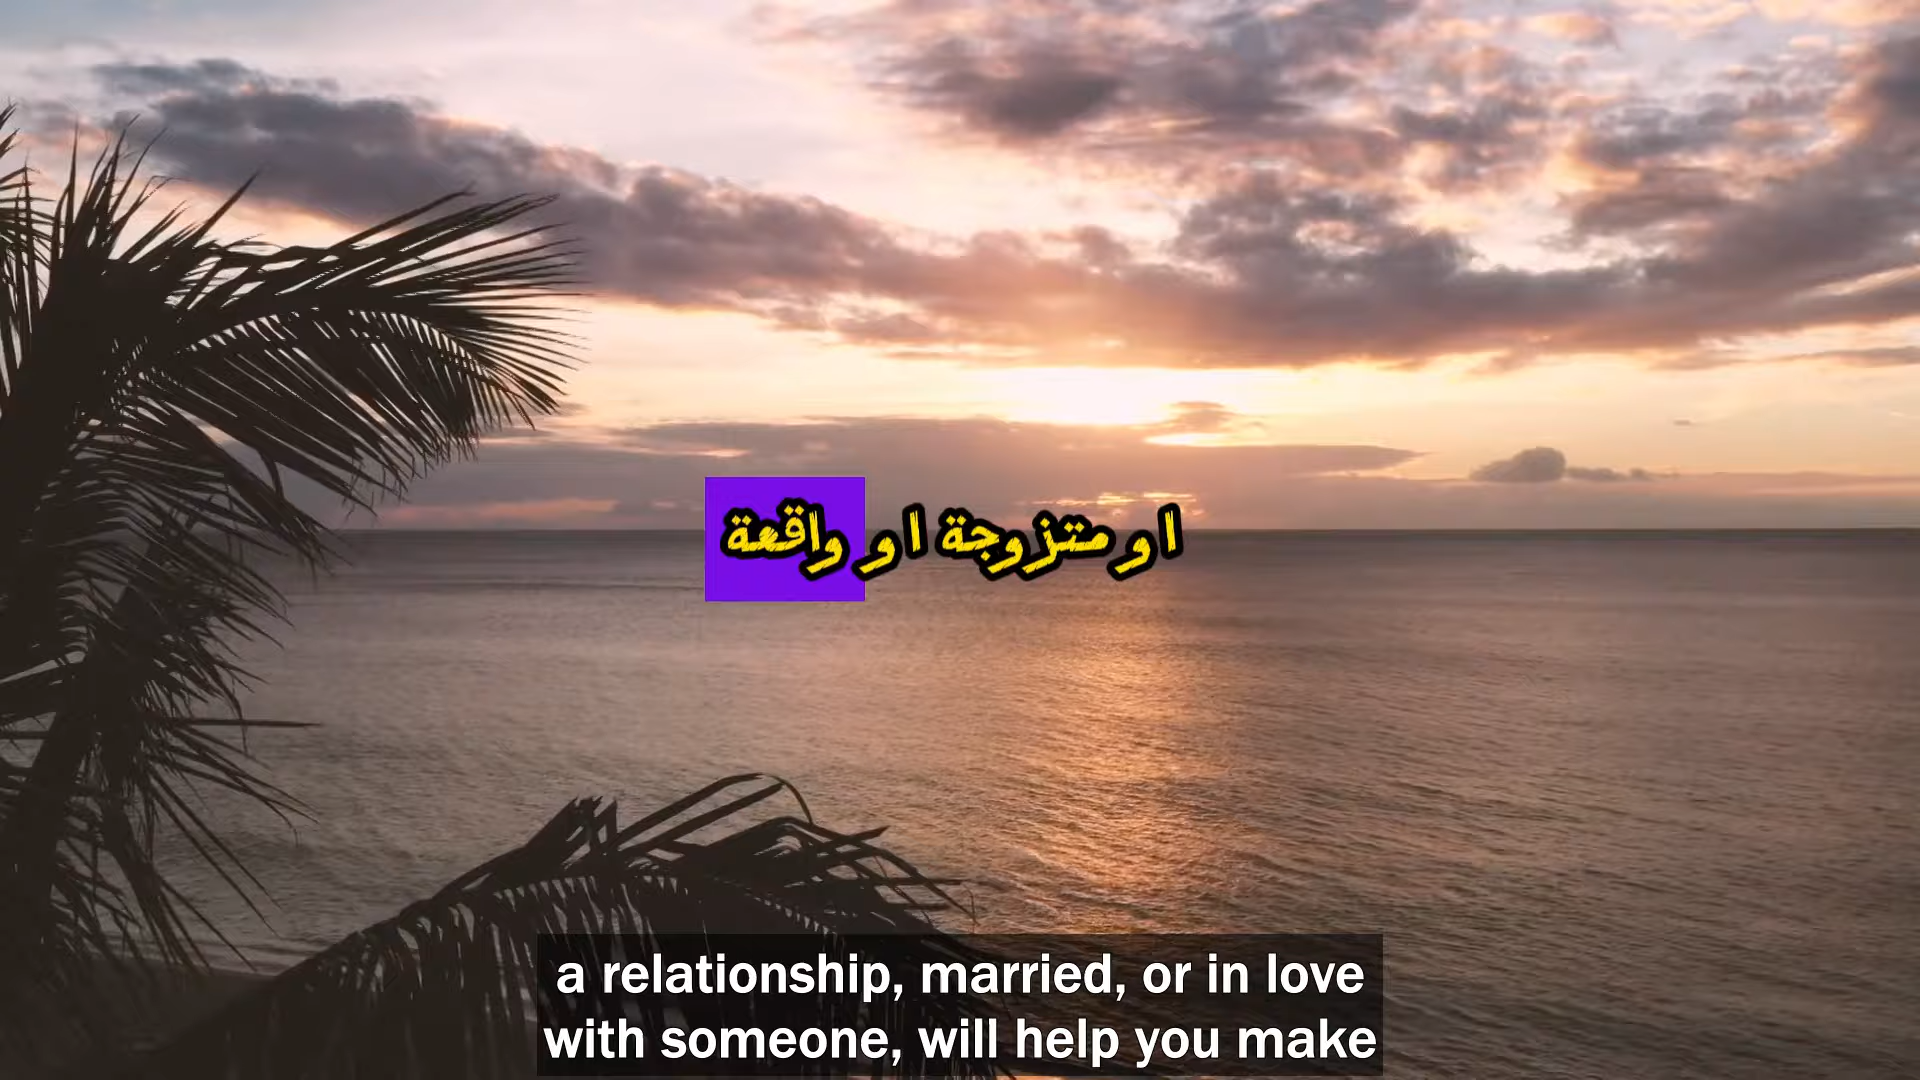 او متزوجة او واقعة
a relationship, married, or in love
with someone, will help you make